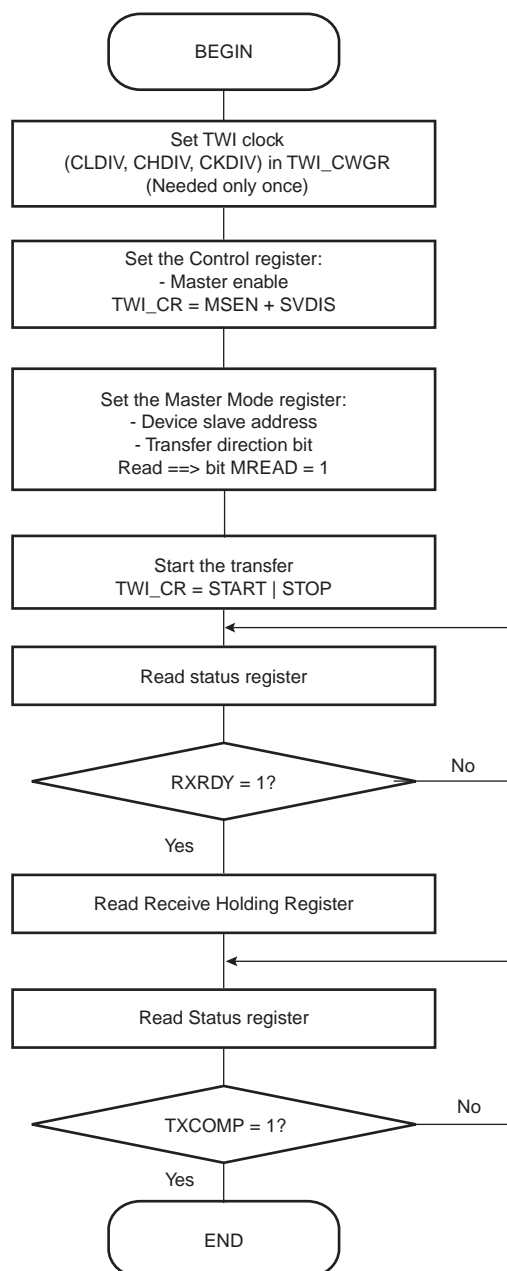 BEGIN
Set TWI clock
(CLDIV, CHDIV, CKDIV) in TWI_CWGR
(Needed only once)
Set the Control register:
- Master enable
TWI_CR = MSEN + SVDIS
Set the Master Mode register:
- Device slave address
- Transfer direction bit
Read ==> bit MREAD = 1
Start the transfer
TWI_CR = START | STOP
Read status register
RXRDY = 1?
No
Yes
Read Receive Holding Register
Read Status register
TXCOMP = 1?
No
Yes
END